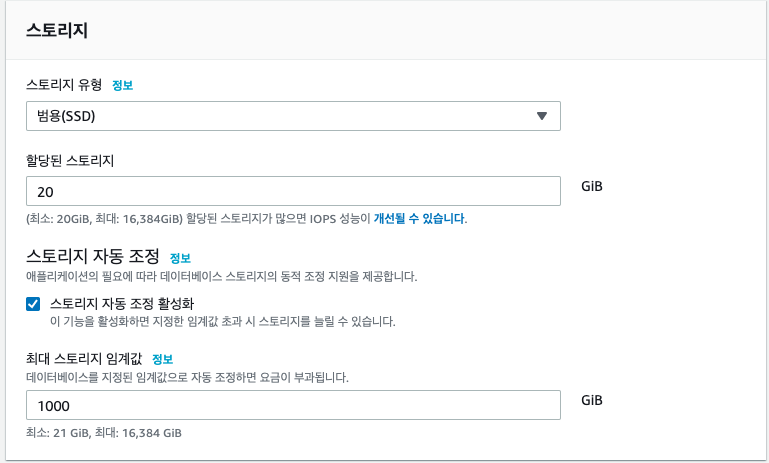 스토리지
스토리지 유형 정보
범용(SSD)
할당된 스토리지
20 GiB
(최소: 20GiB, 최대: 16,384GiB) 할당된 스토리지가 많으면 IOPS 성능이 개선될 수 있습니다.
스토리지 자동 조정 정보
애플리케이션의 필요에 따라 데이터베이스 스토리지의 동적 조정 지원을 제공합니다.
스토리지 자동 조정 활성화
이 기능을 활성화하면 지정한 임계값 초과 시 스토리지를 늘릴 수 있습니다.
최대 스토리지 임계값 정보
데이터베이스를 지정된 임계값으로 자동 조정하면 요금이 부과됩니다.
1000 GiB
최소: 21 GiB, 최대: 16,384 GiB